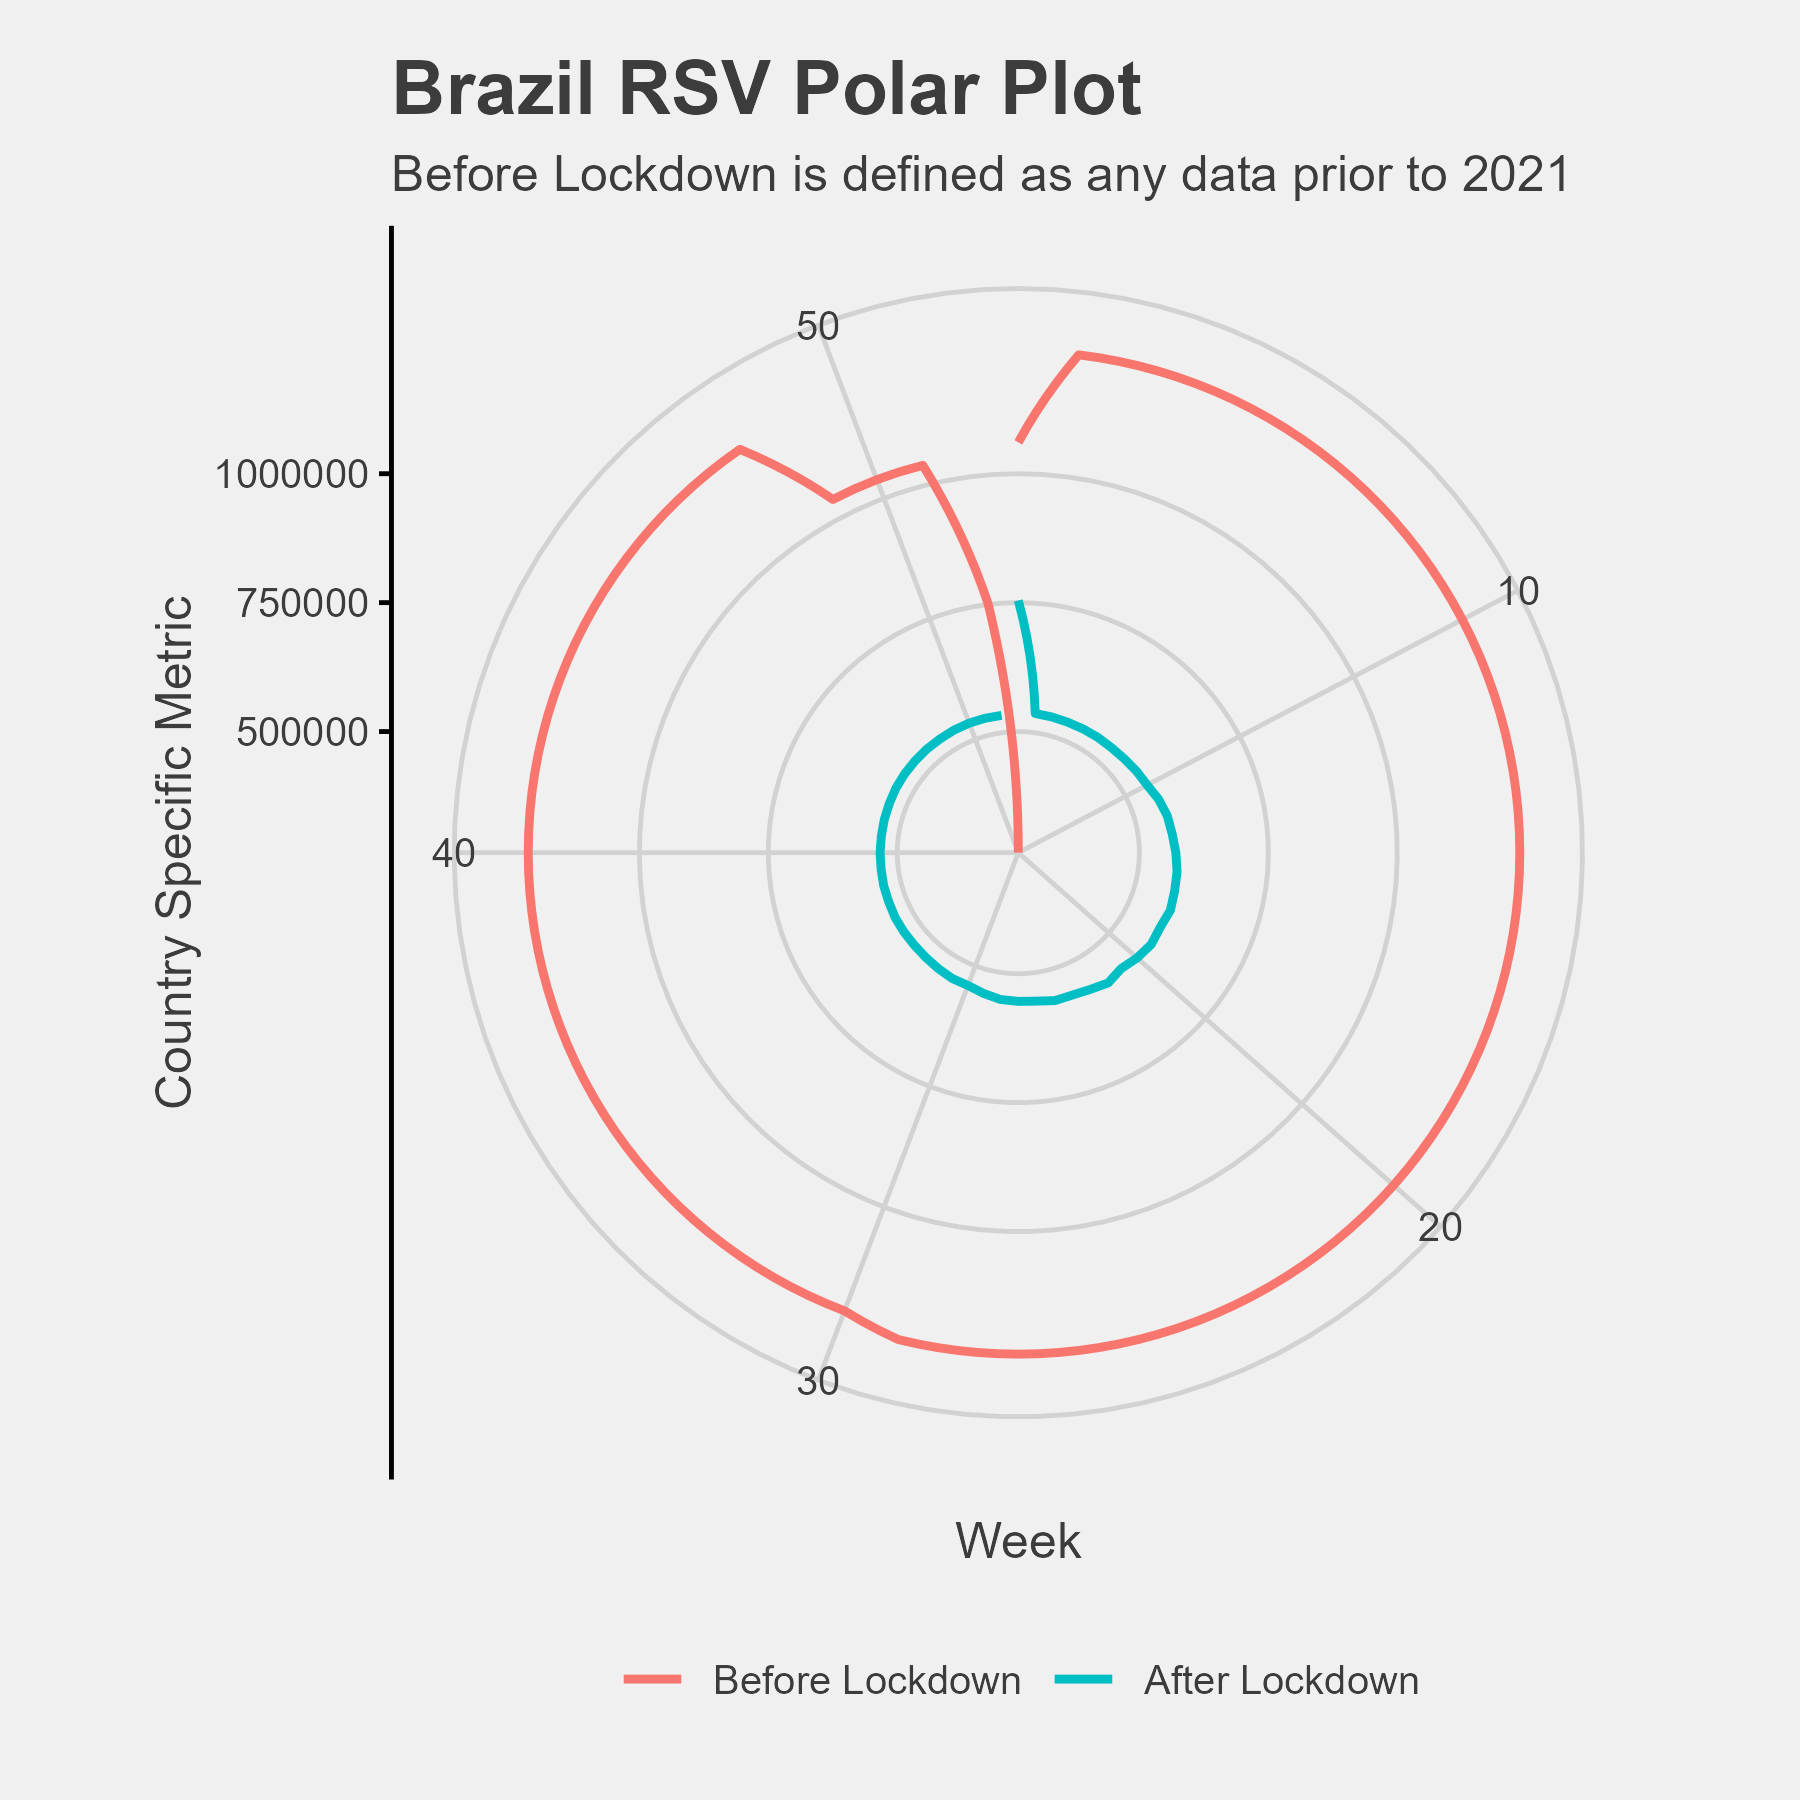 Brazil RSV Polar Plot
Before Lockdown is defined as any data prior to 2021
50
1000000
10
750000
500000
Country Specific Metric
40
20
30
Week
Before Lockdown
After Lockdown